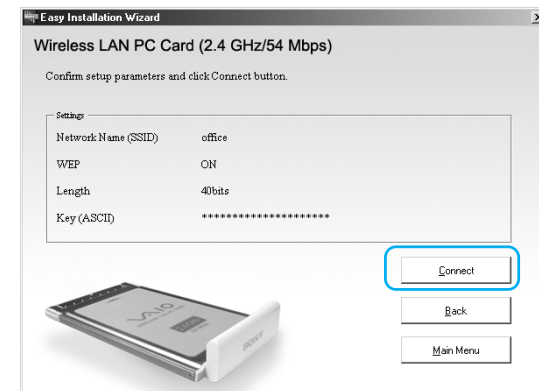 Easy Installation Wizard
Wireless LAN PC Card (2.4 GHz/54 Mbps)
Confirm setup parameters and click Connect button.
Settings
Network Name (SSID) office
WEP ON
Length 40bits
Key (ASCII) *********************
Connect
Back
Main Menu
VAIO
SONY